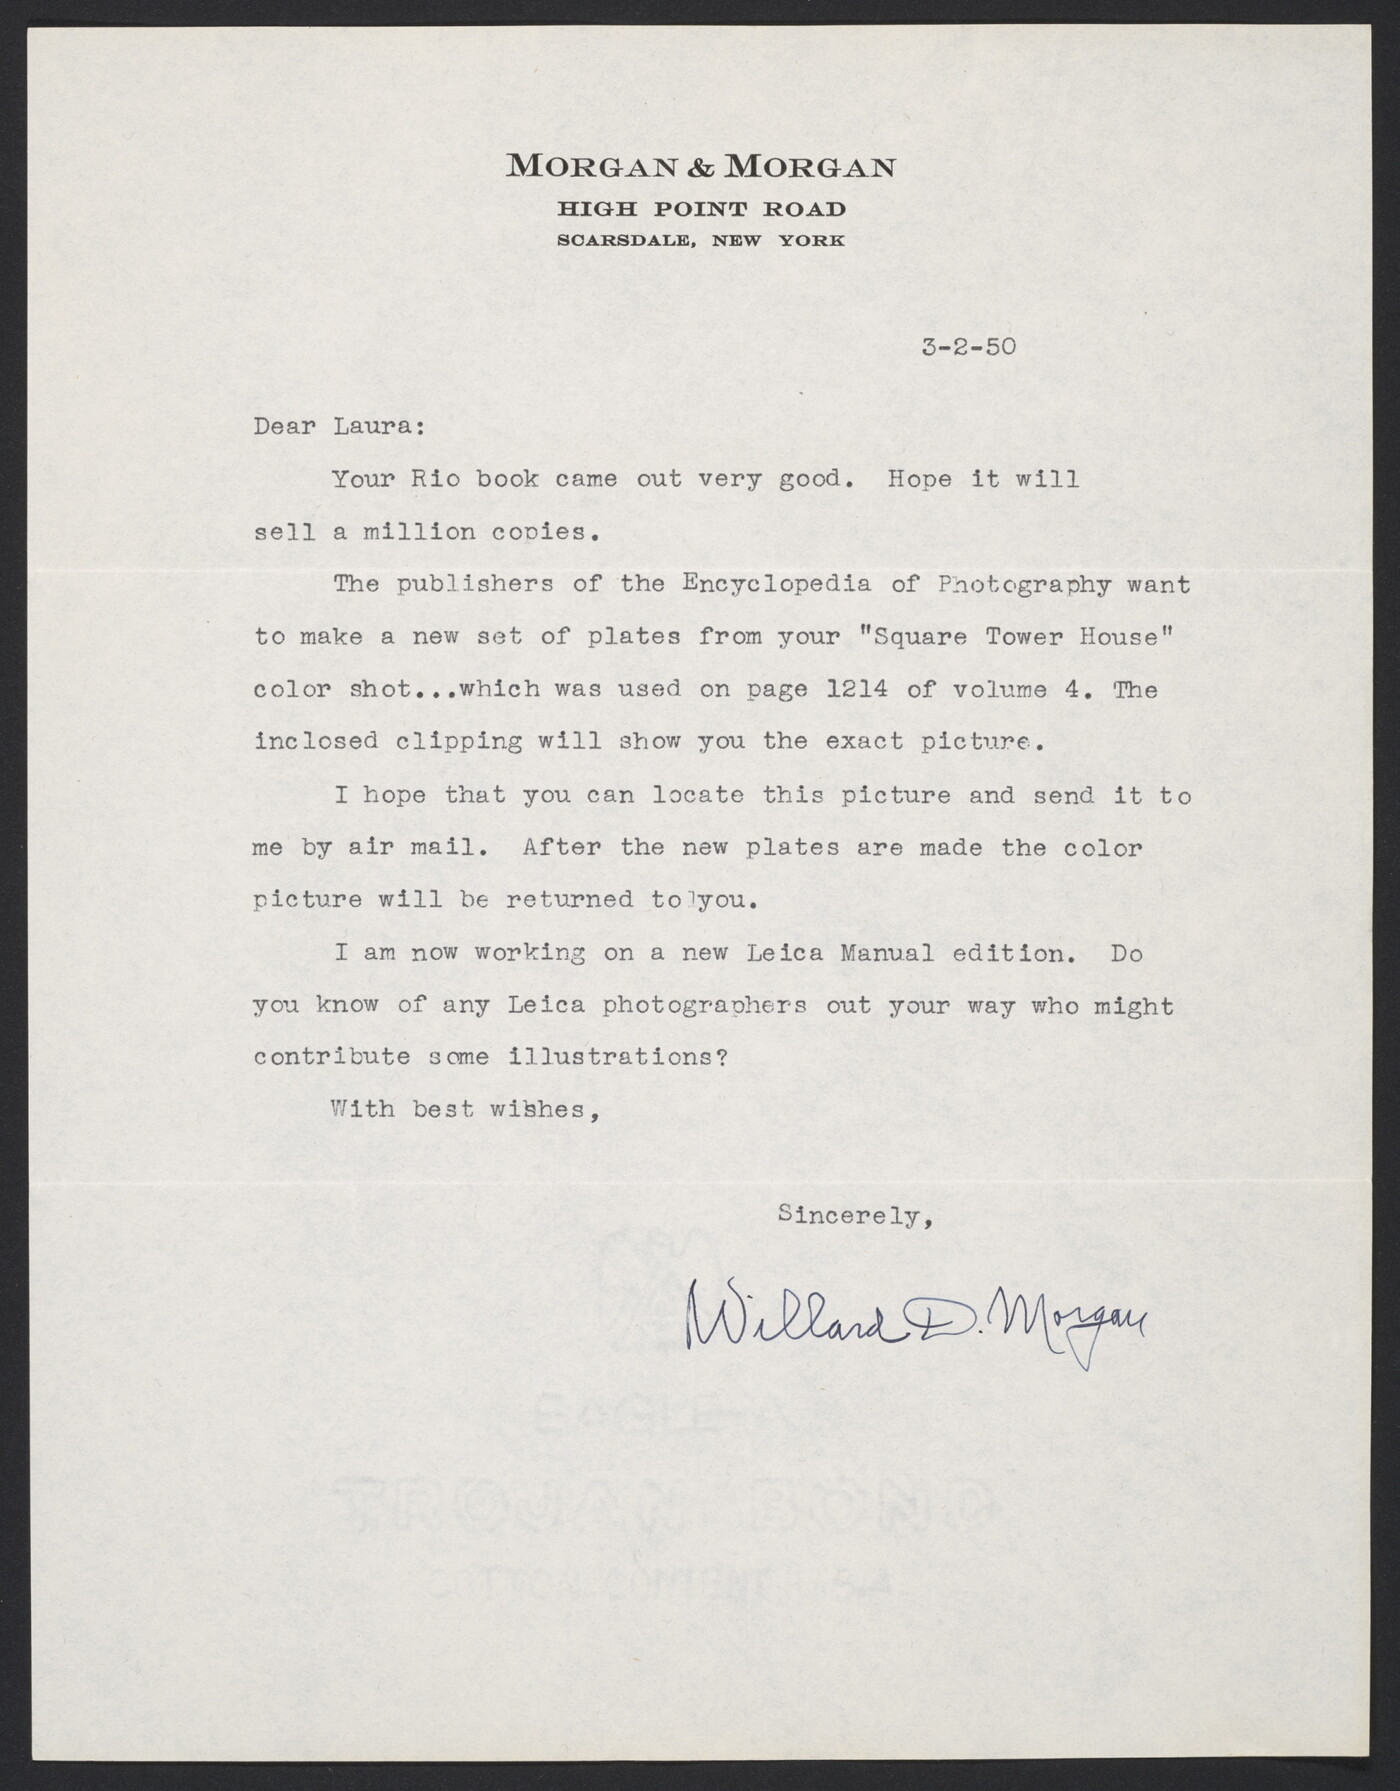 MORGAN & MORGAN
HIGH POINT ROAD
SCARSDALE, NEW YORK
3-2-50
Dear Laura:
Your Rio book came out very good. Hope it will
sell a million copies.
The publishers of the Encyclopedia of Photography want
to make a new set of plates from your "Square Tower House"
color shot...which was used on page 1214 of volume 4. The
inclosed clipping will show you the exact picture.
I hope that you can locate this picture and send it to
me by air mail. After the new plates are made the color
picture will be returned to you.
I am now working on a new Leica Manual edition. Do
you know of any Leica photographers out your way who might
contribute some illustrations?
With best wishes,
Sincerely,
Willard D. Morgan